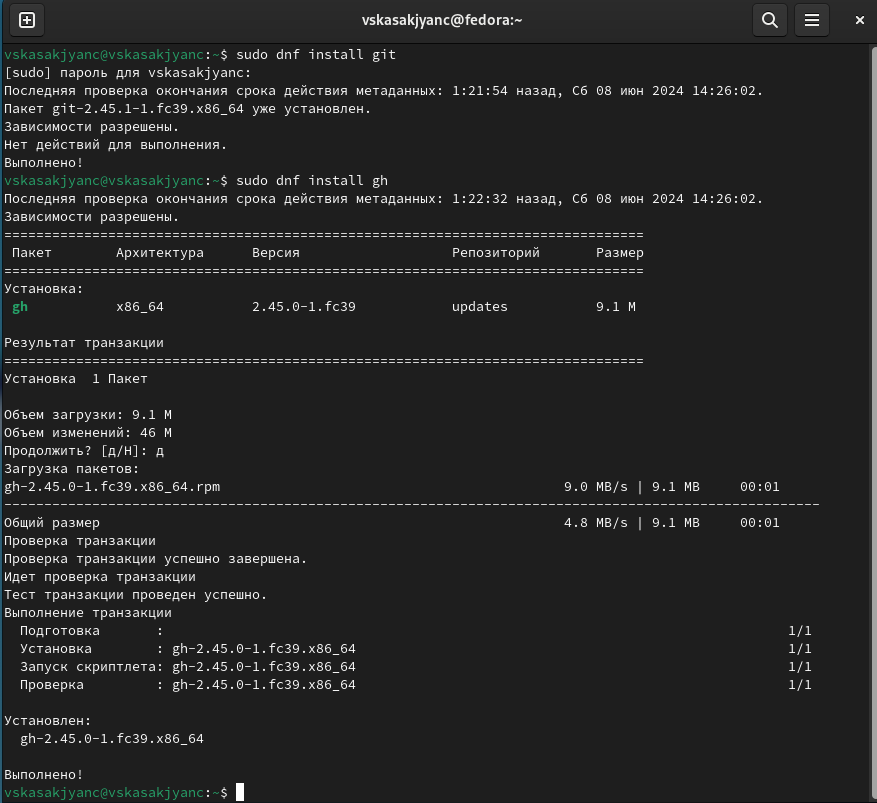 vskasakjyanc@fedora:~
vskasakjyanc@vskasakjyanc:~$ sudo dnf install git
[sudo] пароль для vskasakjyanc:
Последняя проверка окончания срока действия метаданных: 1:21:54 назад, Сб 08 июн 2024 14:26:02.
Пакет git-2.45.1-1.fc39.x86_64 уже установлен.
Зависимости разрешены.
Нет действий для выполнения.
Выполнено!
vskasakjyanc@vskasakjyanc:~$ sudo dnf install gh
Последняя проверка окончания срока действия метаданных: 1:22:32 назад, Сб 08 июн 2024 14:26:02.
Зависимости разрешены.
================================================================================
 Пакет        Архитектура      Версия                   Репозиторий       Размер
================================================================================
Установка:
 gh           x86_64           2.45.0-1.fc39            updates           9.1 M

Результат транзакции
================================================================================
Установка  1 Пакет

Объем загрузки: 9.1 M
Объем изменений: 46 M
Продолжить? [д/Н]: д
Загрузка пакетов:
gh-2.45.0-1.fc39.x86_64.rpm                                           9.0 MB/s | 9.1 MB     00:01
------------------------------------------------------------------------------------------------------
Общий размер                                                          4.8 MB/s | 9.1 MB     00:01
Проверка транзакции
Проверка транзакции успешно завершена.
Идет проверка транзакции
Тест транзакции проведен успешно.
Выполнение транзакции
  Подготовка       :                                                                              1/1
  Установка        : gh-2.45.0-1.fc39.x86_64                                                      1/1
  Запуск скриптлета: gh-2.45.0-1.fc39.x86_64                                                      1/1
  Проверка         : gh-2.45.0-1.fc39.x86_64                                                      1/1

Установлен:
  gh-2.45.0-1.fc39.x86_64

Выполнено!
vskasakjyanc@vskasakjyanc:~$